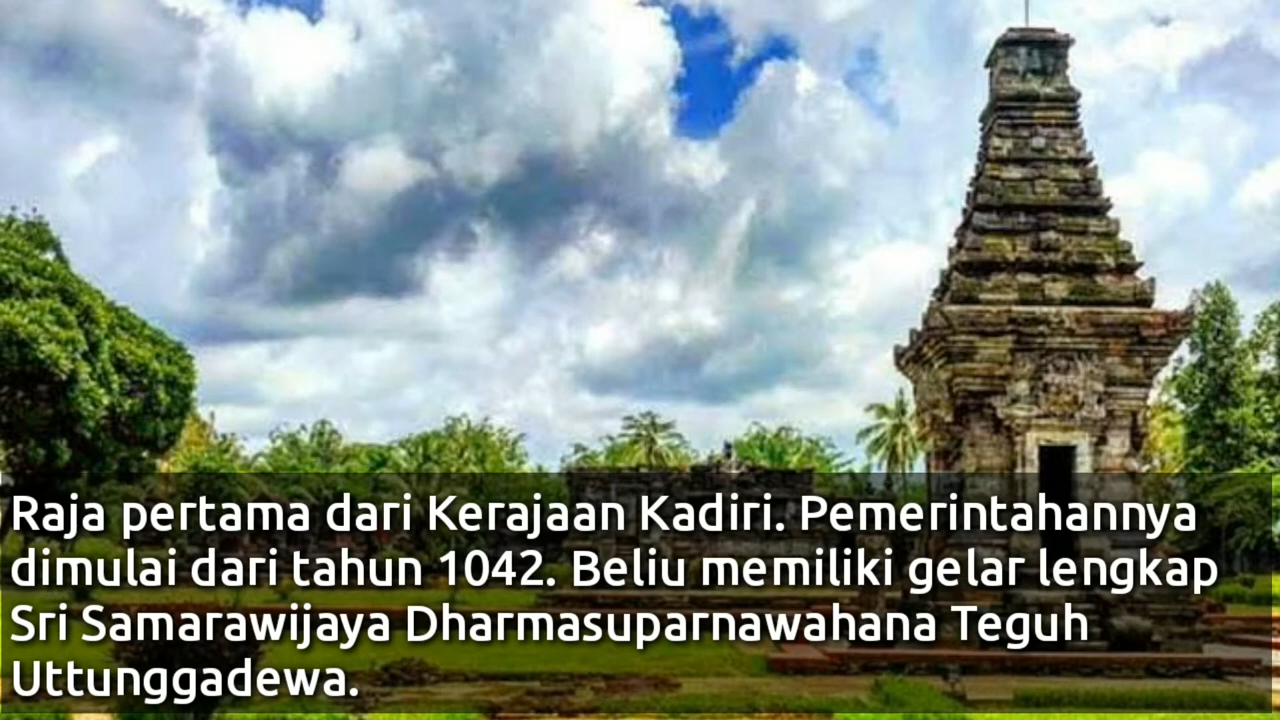 Raja pertama dari Kerajaan Kadiri. Pemerintahannya
dimulai dari tahun 1042. Beliu memiliki gelar lengkap
Sri Samarawijaya Dharmasuparnawahana Teguh
Uttunggadewa.